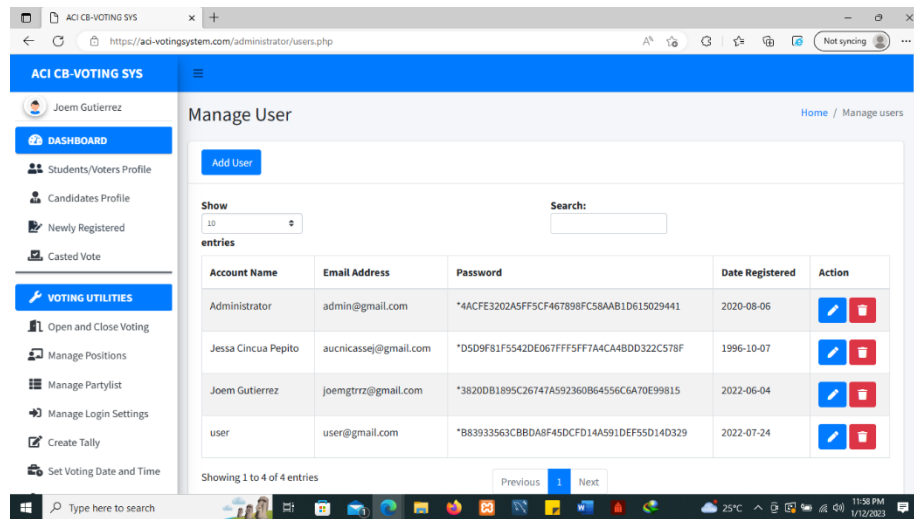 ACI CB-VOTING SYS
https://aci-votingsystem.com/administrator/users.php
Not syncing
ACI CB-VOTING SYS
Joem Gutierrez
DASHBOARD
Students/Voters Profile
Candidates Profile
Newly Registered
Casted Vote
VOTING UTILITIES
Open and Close Voting
Manage Positions
Manage Partylist
Manage Login Settings
Create Tally
Set Voting Date and Time
Manage User
Home / Manage users
Add User
Show
10
entries
Search:
Account Name Email Address Password Date Registered Action
Administrator admin@gmail.com *4ACFE3202A5FF5CF467898FC58AAB1D615029441 2020-08-06
Jessa Cincua Pepito aucnicassej@gmail.com *D5D9F81F5542DE067FFF5FF7A4CA4BDD322C578F 1996-10-07
Joem Gutierrez joemgtrrz@gmail.com *3820DB1895C26747A592360B64556C6A70E99815 2022-06-04
user user@gmail.com *B83933563CBBDA8F45DCFD14A591DEF55D14D329 2022-07-24
Showing 1 to 4 of 4 entries
Previous 1 Next
Type here to search
25°C
11:58 PM
1/12/2023